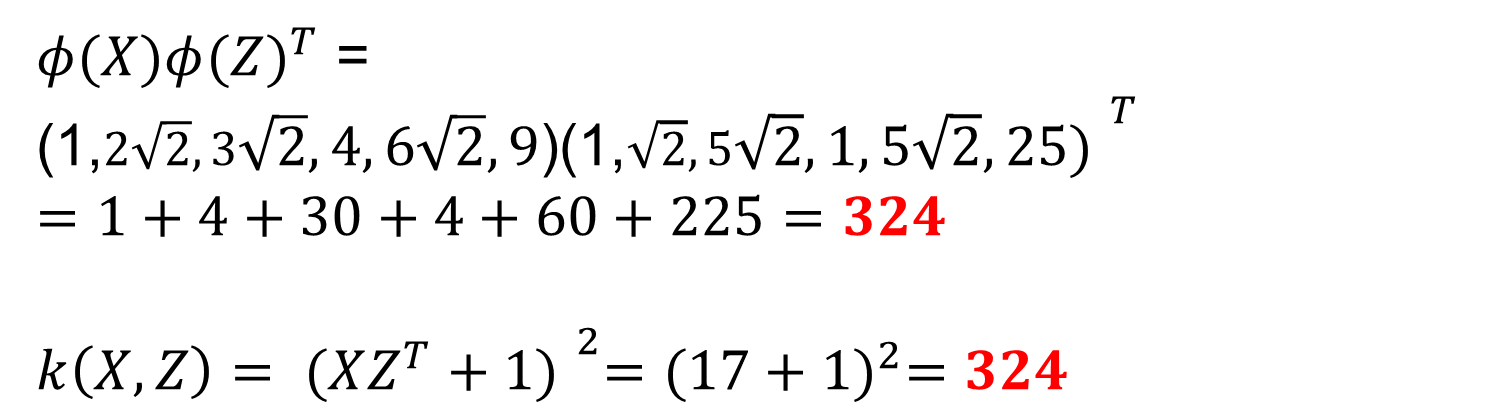 𝜙(𝑋)𝜙(𝑍)ᵀ =
(1,2√2, 3√2, 4, 6√2, 9)(1,√2, 5√2, 1, 5√2, 25)ᵀ
= 1 + 4 + 30 + 4 + 60 + 225 = 324
𝑘(𝑋, 𝑍) = (𝑋𝑍ᵀ + 1)² = (17 + 1)² = 324